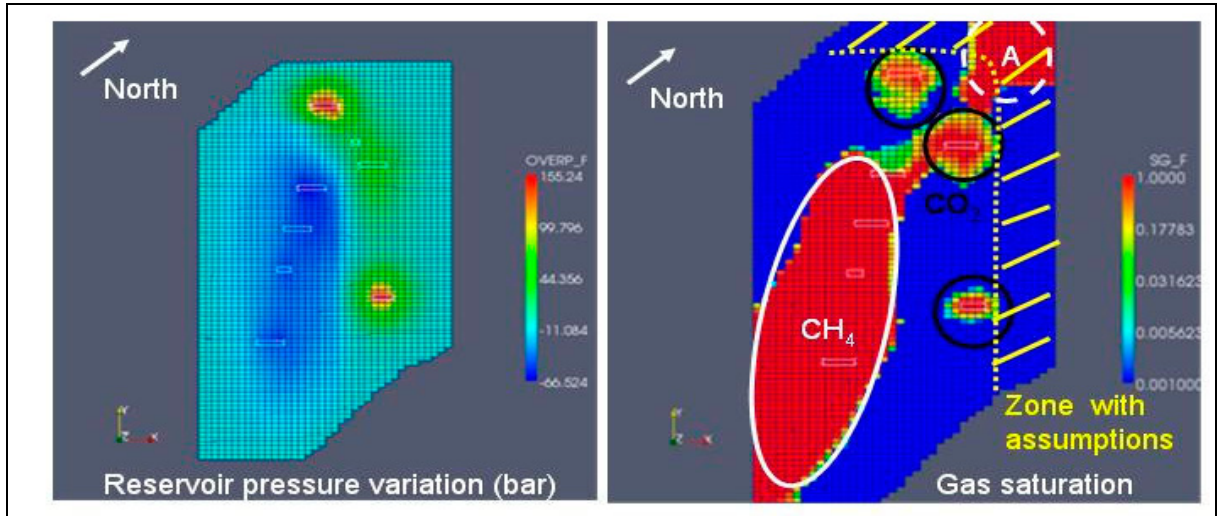 North
OVERP_F
155.24
99.796
44.356
-11.084
-66.524
Y
Z X
Reservoir pressure variation (bar)
North
A
SG_F
1.0000
0.17783
0.031623
0.005623
0.001000
CO₂
CH₄
Zone with
assumptions
Y
Z X
Gas saturation